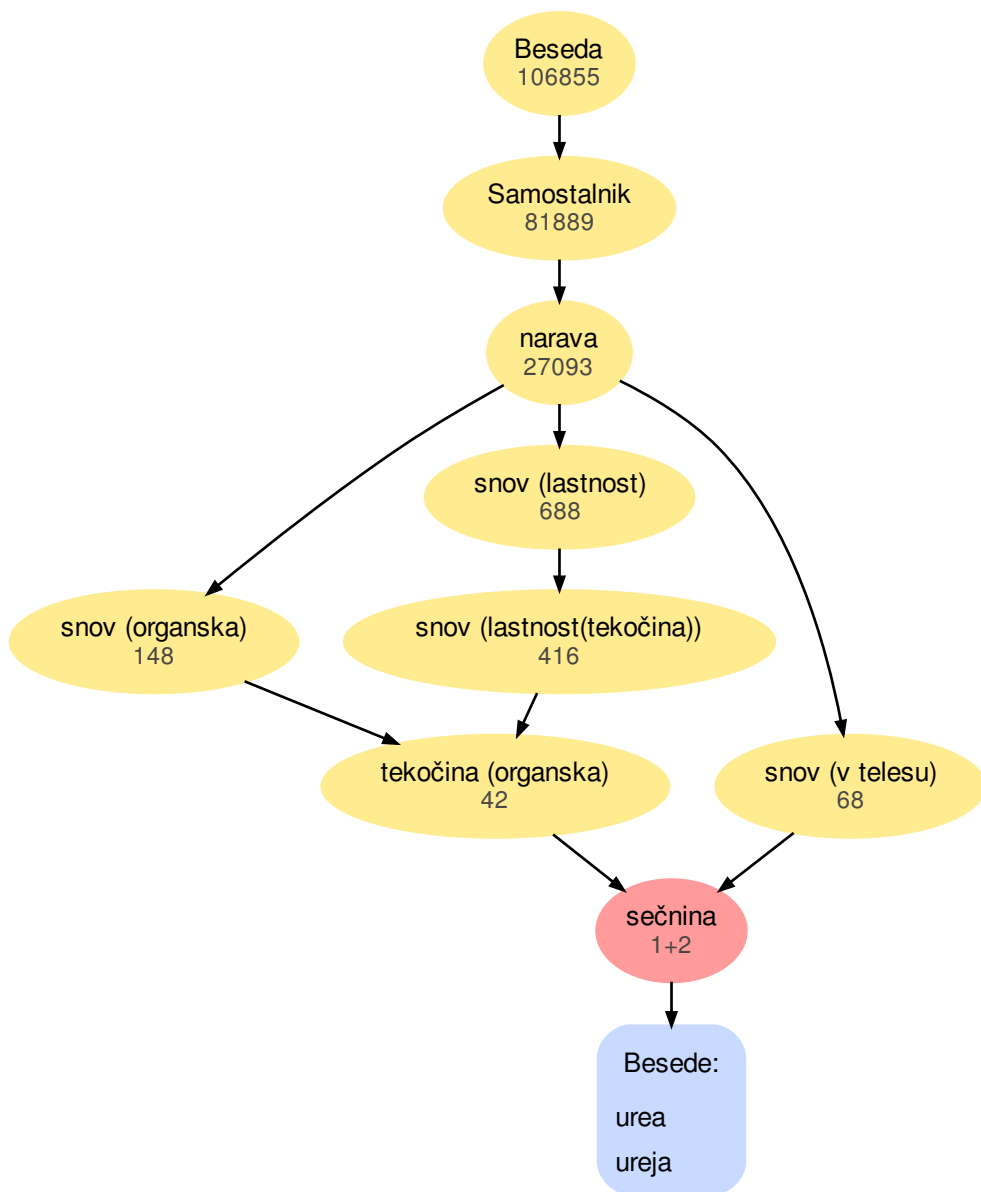 Beseda
106855
Samostalnik
81889
narava
27093
snov (lastnost)
688
snov (organska)
148
snov (lastnost(tekočina))
416
tekočina (organska)
42
snov (v telesu)
68
sečnina
1+2
Besede:
urea
ureja